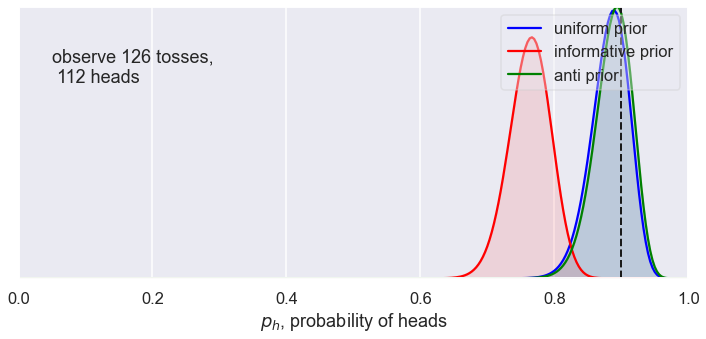 observe 126 tosses,
112 heads
uniform prior
informative prior
anti prior
0.0 0.2 0.4 0.6 0.8 1.0
p_h, probability of heads